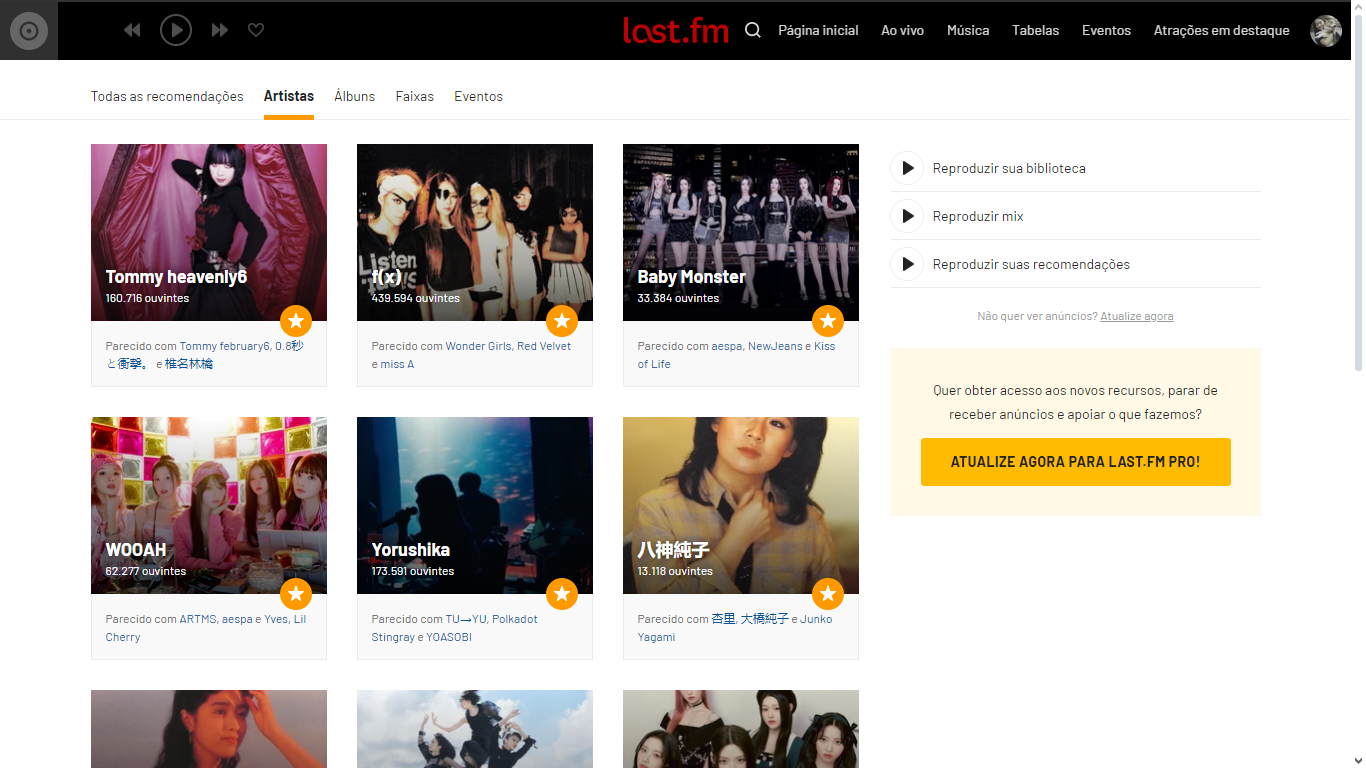 last.fm
Página inicial
Ao vivo
Música
Tabelas
Eventos
Atrações em destaque
Todas as recomendações
Artistas
Álbuns
Faixas
Eventos
Listen
Tommy heavenly6
160.716 ouvintes
Parecido com Tommy february6, 0.8秒
と衝撃。 e 椎名林檎
f(x)
439.594 ouvintes
Parecido com Wonder Girls, Red Velvet
e miss A
Baby Monster
33.384 ouvintes
Parecido com aespa, NewJeans e Kiss
of Life
Reproduzir sua biblioteca
Reproduzir mix
Reproduzir suas recomendações
Não quer ver anúncios? Atualize agora
Quer obter acesso aos novos recursos, parar de
receber anúncios e apoiar o que fazemos?
ATUALIZE AGORA PARA LAST.FM PRO!
WOOAH
62.277 ouvintes
Parecido com ARTMS, aespa e Yves, Lil
Cherry
Yorushika
173.591 ouvintes
Parecido com TU→YU, Polkadot
Stingray e YOASOBI
八神純子
13.118 ouvintes
Parecido com 杏里, 大橋純子 e Junko
Yagami